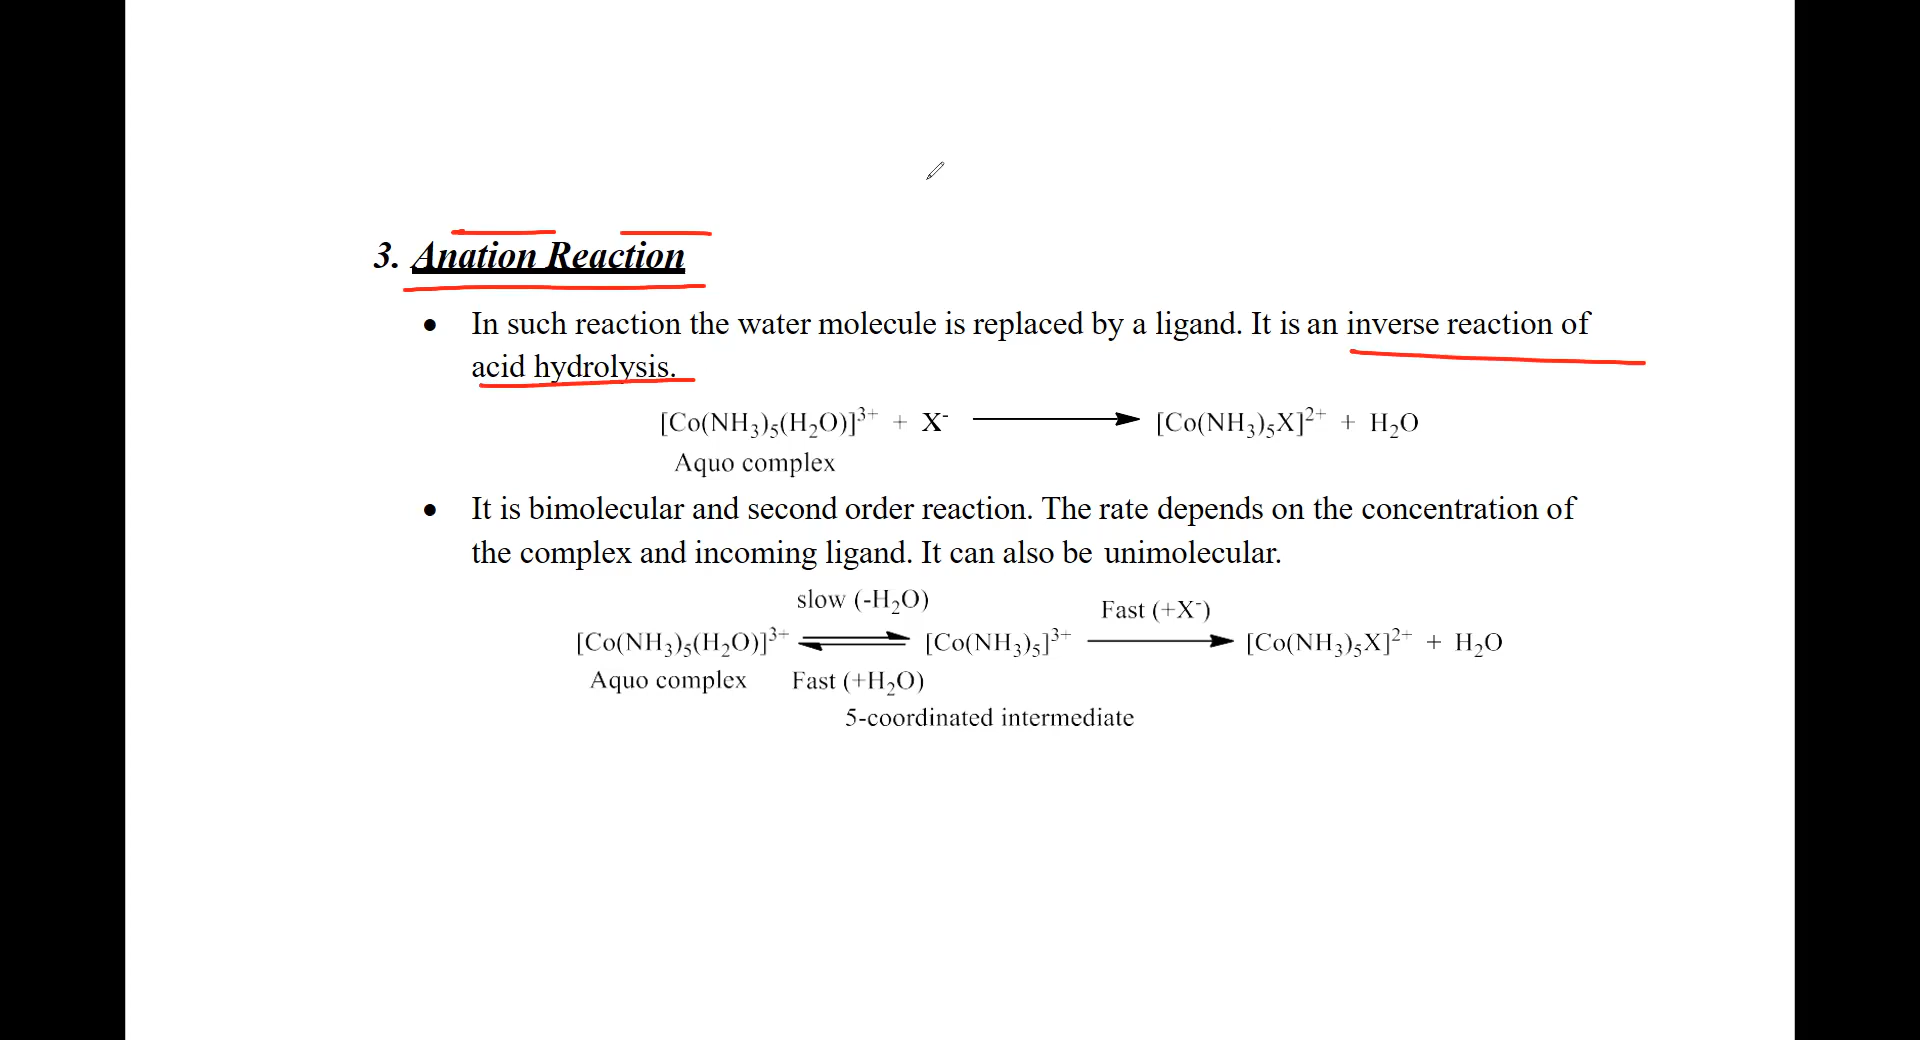 3. Anation Reaction
• In such reaction the water molecule is replaced by a ligand. It is an inverse reaction of
acid hydrolysis.
[Co(NH₃)₅(H₂O)]³⁺ + X⁻ ⟶ [Co(NH₃)₅X]²⁺ + H₂O
Aquo complex
• It is bimolecular and second order reaction. The rate depends on the concentration of
the complex and incoming ligand. It can also be unimolecular.
slow (-H₂O) Fast (+X⁻)
[Co(NH₃)₅(H₂O)]³⁺ ⇌ [Co(NH₃)₅]³⁺ ⟶ [Co(NH₃)₅X]²⁺ + H₂O
Aquo complex Fast (+H₂O)
5-coordinated intermediate